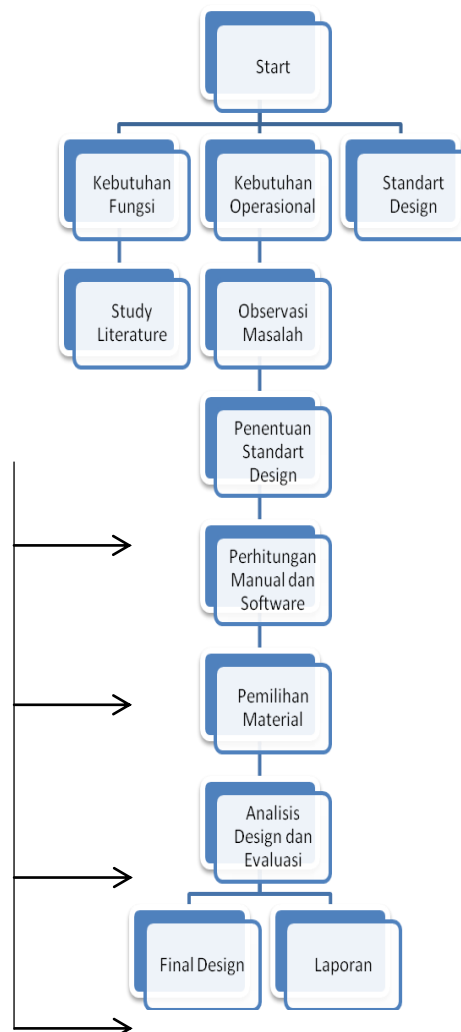 Start
Kebutuhan
Fungsi
Kebutuhan
Operasional
Standart
Design
Study
Literature
Observasi
Masalah
Penentuan
Standart
Design
Perhitungan
Manual dan
Software
Pemilihan
Material
Analisis
Design dan
Evaluasi
Final Design
Laporan